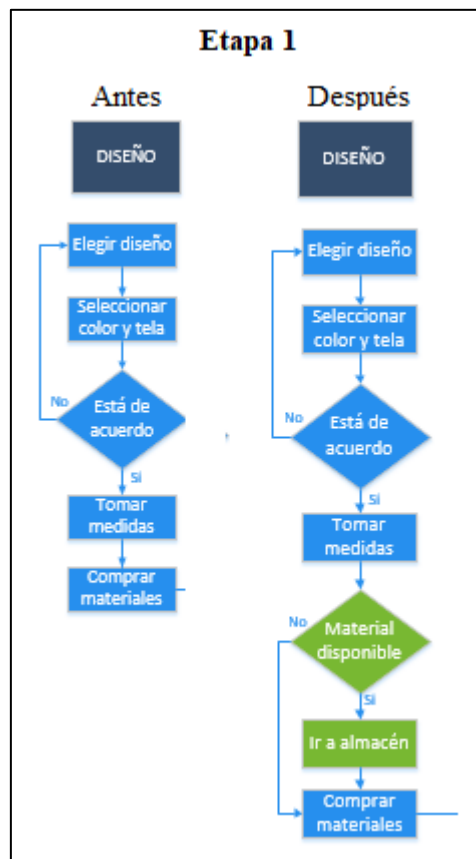 Etapa 1
Antes
DISEÑO
Elegir diseño
Seleccionar
color y tela
No
Está de
acuerdo
Si
Tomar
medidas
Comprar
materiales
Después
DISEÑO
Elegir diseño
Seleccionar
color y tela
No
Está de
acuerdo
Si
Tomar
medidas
No
Material
disponible
Si
Ir a almacén
Comprar
materiales